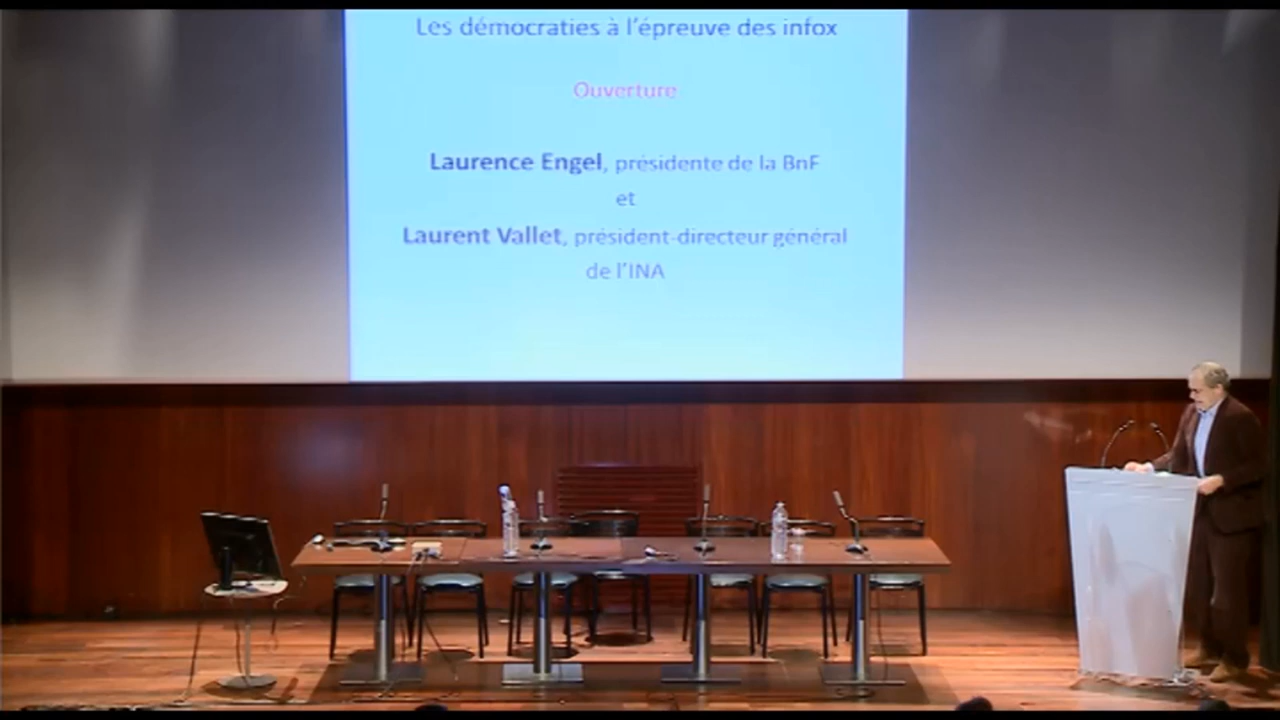 Les démocraties à l'épreuve des infox
Ouverture
Laurence Engel, présidente de la BnF
et
Laurent Vallet, président-directeur général
de l'INA